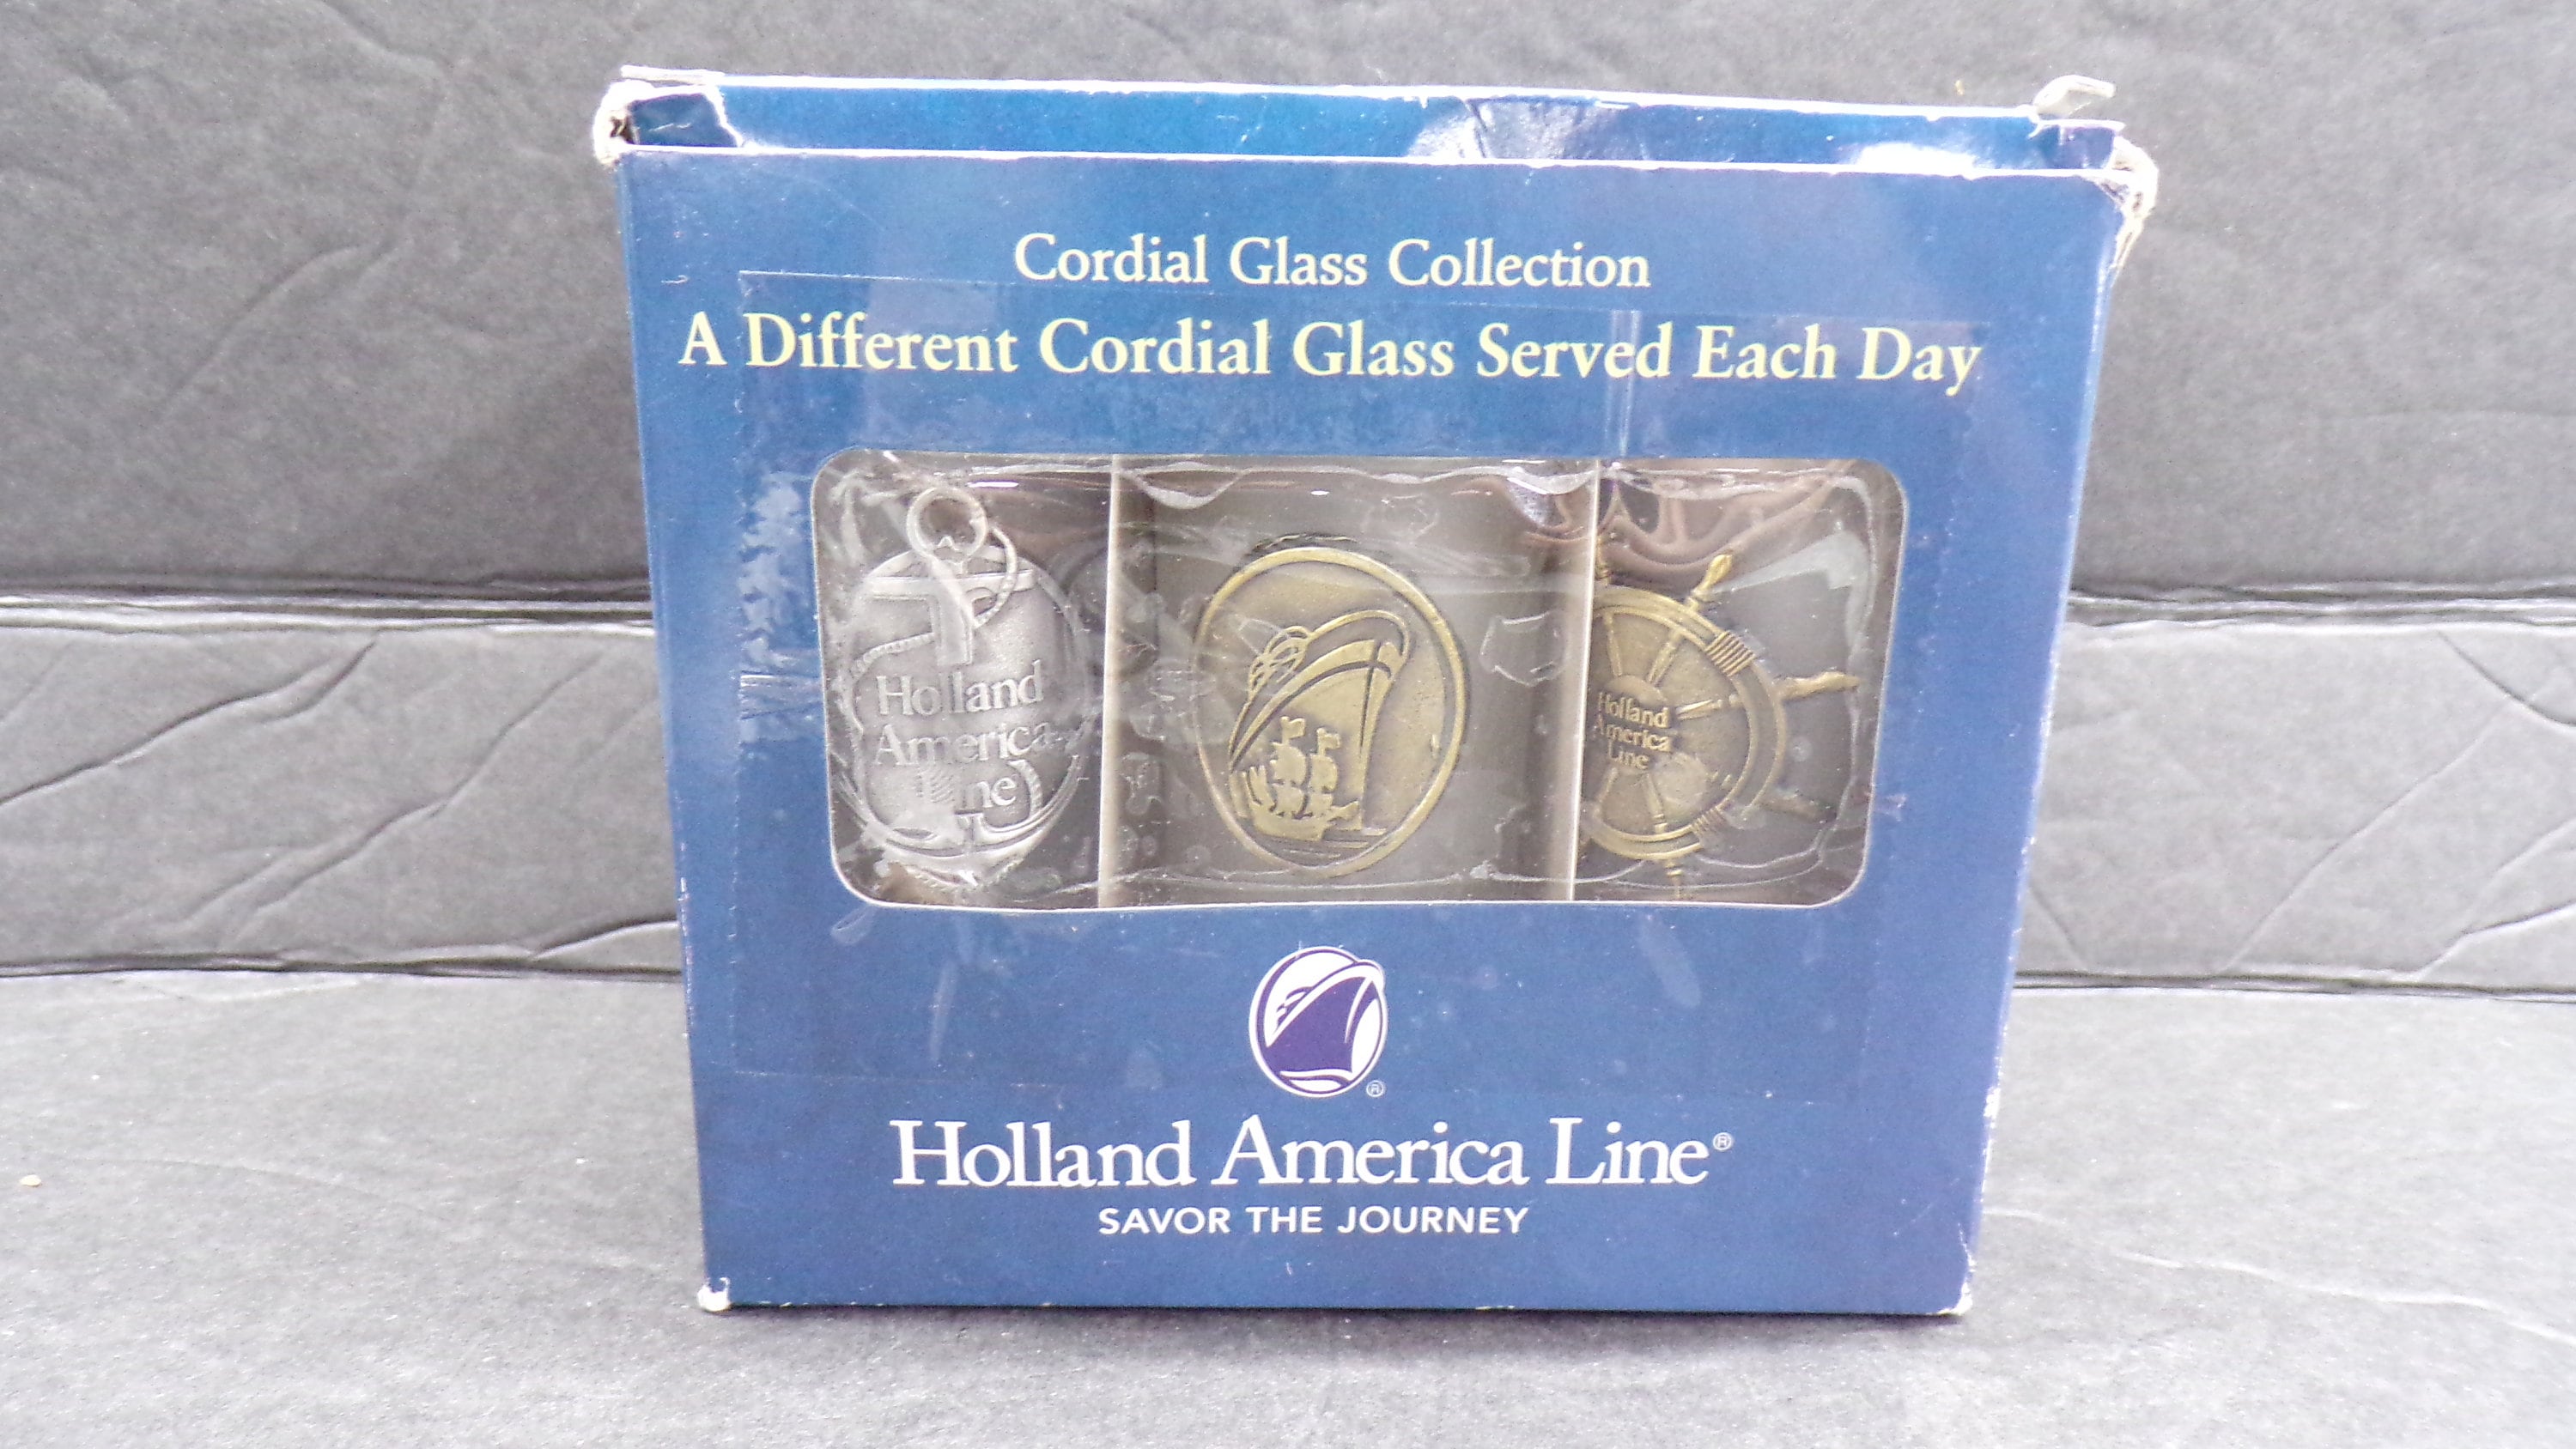 Cordial Glass Collection
A Different Cordial Glass Served Each Day
Holland
America
Line
Holland
America
Line
®
Holland America Line®
SAVOR THE JOURNEY